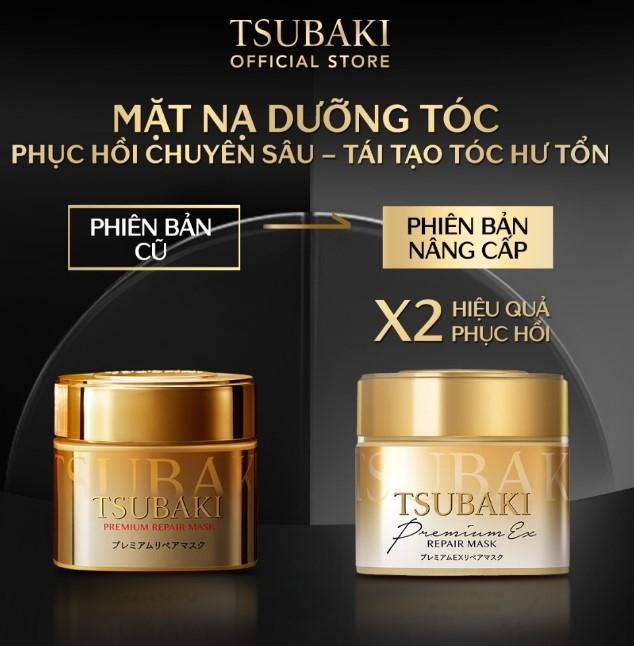 TSUBAKI
OFFICIAL STORE
MẶT NẠ DƯỠNG TÓC
PHỤC HỒI CHUYÊN SÂU – TÁI TẠO TÓC HƯ TỔN
PHIÊN BẢN
CŨ
PHIÊN BẢN
NÂNG CẤP
X2 HIỆU QUẢ
PHỤC HỒI
TSUBAKI
TSUBAKI
PREMIUM REPAIR MASK
プレミアムリペアマスク
TSUBAKI
TSUBAKI
Premium Ex
REPAIR MASK
プレミアムEXリペアマスク